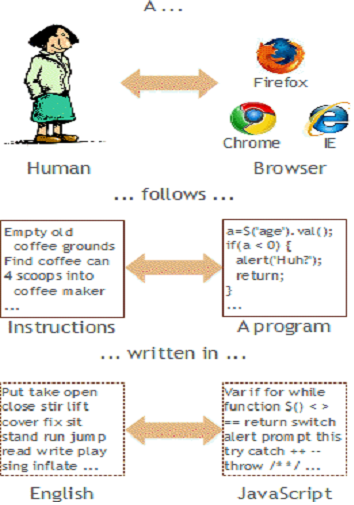 A ...
Firefox
Chrome IE
Human Browser
... follows ...
Empty old
coffee grounds
Find coffee can
4 scoops into
coffee maker
...
a=$('age').val();
if(a < 0) {
alert('Huh?');
return;
}
...
Instructions A program
... written in ...
Put take open
close stir lift
cover fix sit
stand run jump
read write play
sing inflate ...
Var if for while
function $() < >
== return switch
alert prompt this
try catch ++ --
throw /**/ ...
English JavaScript